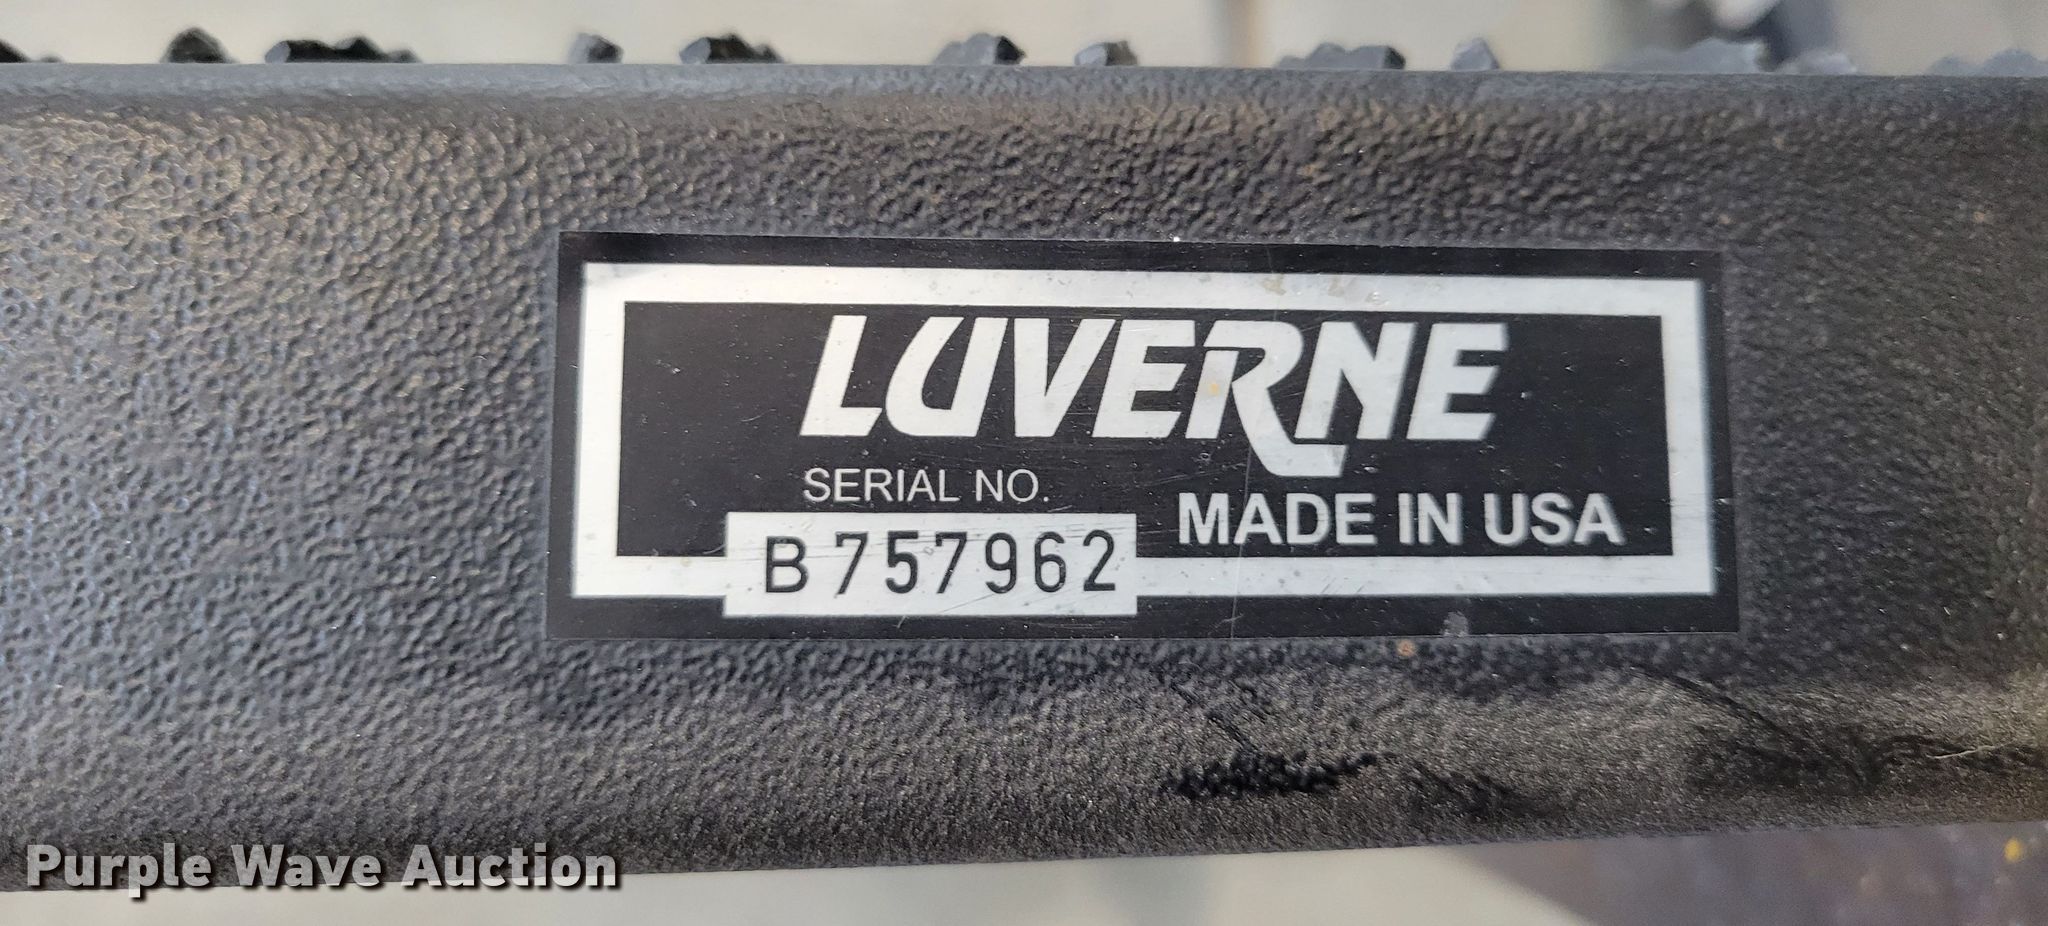 LUVERNE
SERIAL NO.
MADE IN USA
B757962
Purple Wave Auction